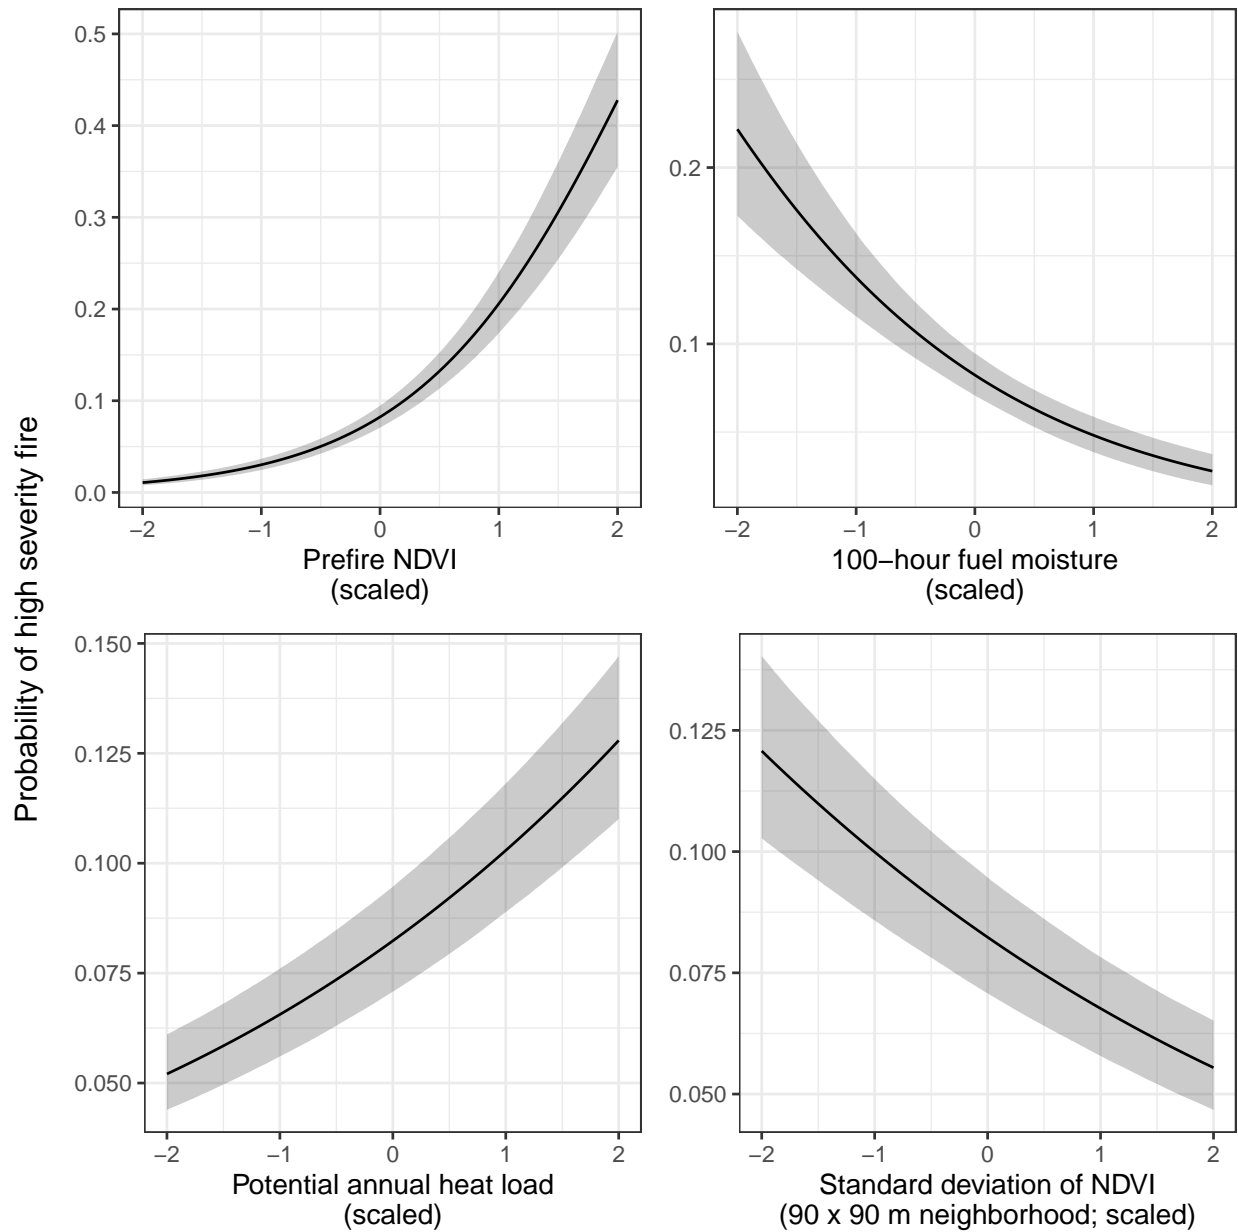 Probability of high severity fire
0.5
0.4
0.3
0.2
0.1
0.0
−2 −1 0 1 2
Prefire NDVI
(scaled)
0.2
0.1
−2 −1 0 1 2
100−hour fuel moisture
(scaled)
0.150
0.125
0.100
0.075
0.050
−2 −1 0 1 2
Potential annual heat load
(scaled)
0.125
0.100
0.075
0.050
−2 −1 0 1 2
Standard deviation of NDVI
(90 x 90 m neighborhood; scaled)